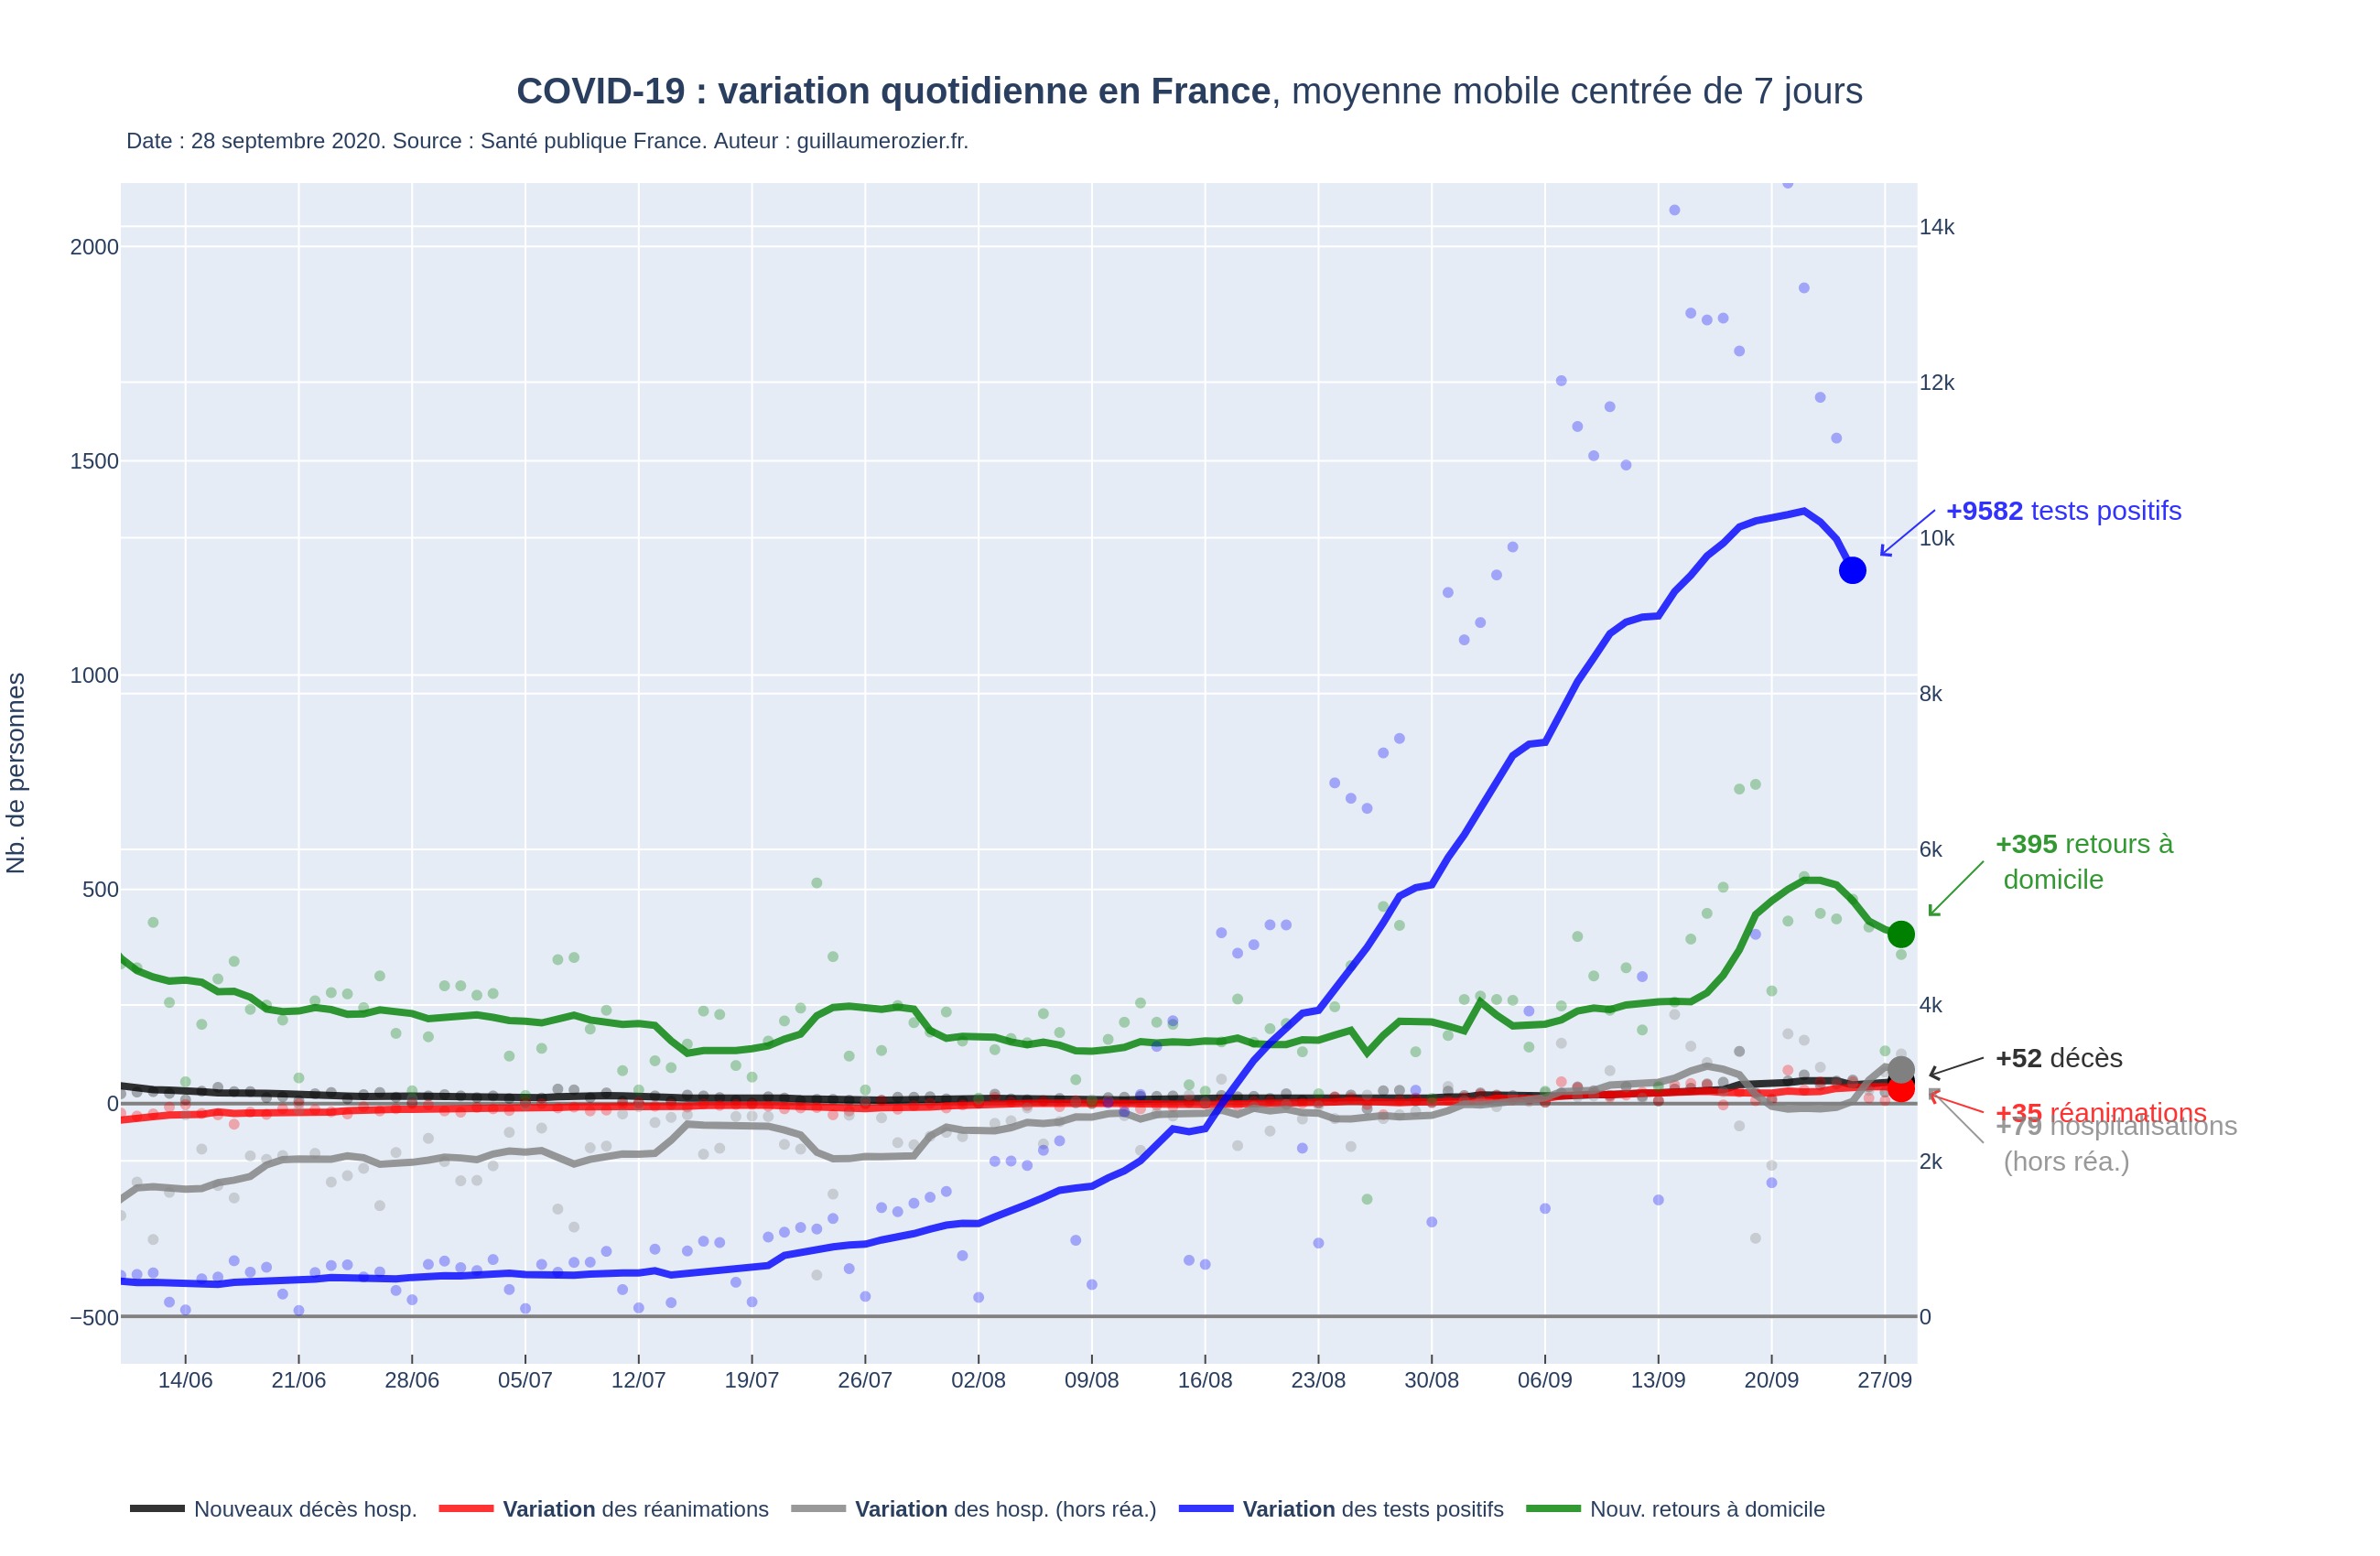 COVID-19 : variation quotidienne en France, moyenne mobile centrée de 7 jours
Date : 28 septembre 2020. Source : Santé publique France. Auteur : guillaumerozier.fr.
Nb. de personnes
2000
1500
1000
500
0
−500
14k
12k
10k
8k
6k
4k
2k
0
+9582 tests positifs
+395 retours à
domicile
+52 décès
+35 réanimations
+79 hospitalisations
(hors réa.)
14/06 21/06 28/06 05/07 12/07 19/07 26/07 02/08 09/08 16/08 23/08 30/08 06/09 13/09 20/09 27/09
Nouveaux décès hosp. Variation des réanimations Variation des hosp. (hors réa.) Variation des tests positifs Nouv. retours à domicile